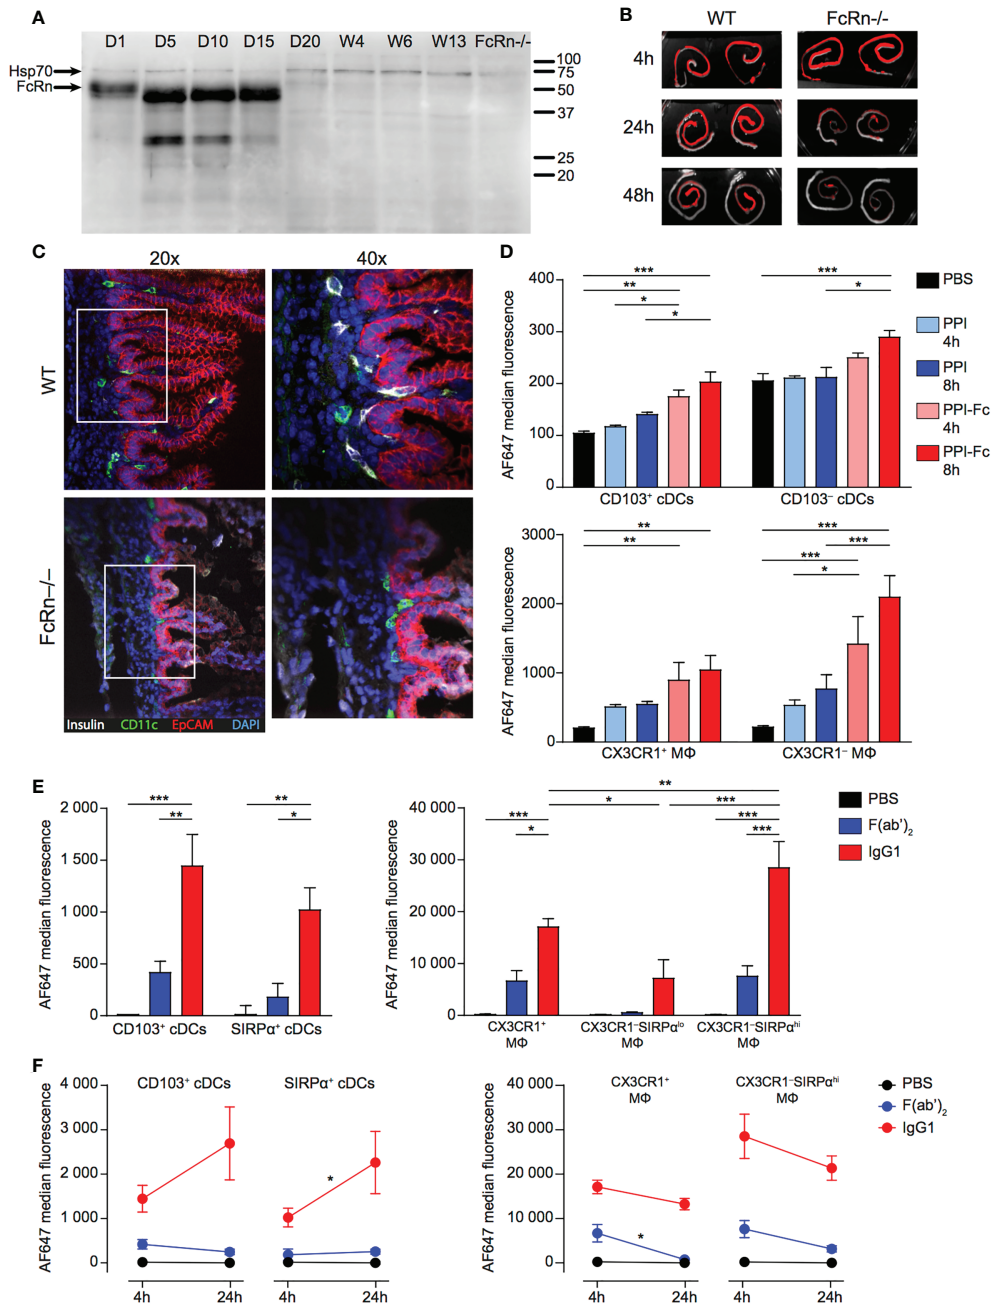 A
D1 D5 D10 D15 D20 W4 W6 W13 FcRn-/-
Hsp70
FcRn
100
75
50
37
25
20
B
WT FcRn-/-
4h
24h
48h
C
20x 40x
WT
FcRn–/–
Insulin CD11c EpCAM DAPI
D
AF647 median fluorescence
400
300
200
100
0
*** ** * *
*** *
CD103⁺ cDCs CD103⁻ cDCs
PBS
PPI
4h
PPI
8h
PPI-Fc
4h
PPI-Fc
8h
AF647 median fluorescence
3000
2000
1000
0
** **
*** *** *** *
CX3CR1⁺ MΦ CX3CR1⁻ MΦ
E
AF647 median fluorescence
2 000
1 500
1 000
500
0
*** **
** *
CD103⁺ cDCs SIRPα⁺ cDCs
AF647 median fluorescence
40 000
30 000
20 000
10 000
0
**
* ***
*** ***
* ***
CX3CR1⁺
MΦ
CX3CR1⁻SIRPαˡᵒ
MΦ
CX3CR1⁻SIRPαʰⁱ
MΦ
PBS
F(ab')₂
IgG1
F
AF647 median fluorescence
4 000
3 000
2 000
1 000
0
CD103⁺ cDCs SIRPα⁺ cDCs
*
4h 24h 4h 24h
AF647 median fluorescence
40 000
30 000
20 000
10 000
0
CX3CR1⁺
MΦ
CX3CR1⁻SIRPαʰⁱ
MΦ
*
4h 24h 4h 24h
PBS
F(ab')₂
IgG1